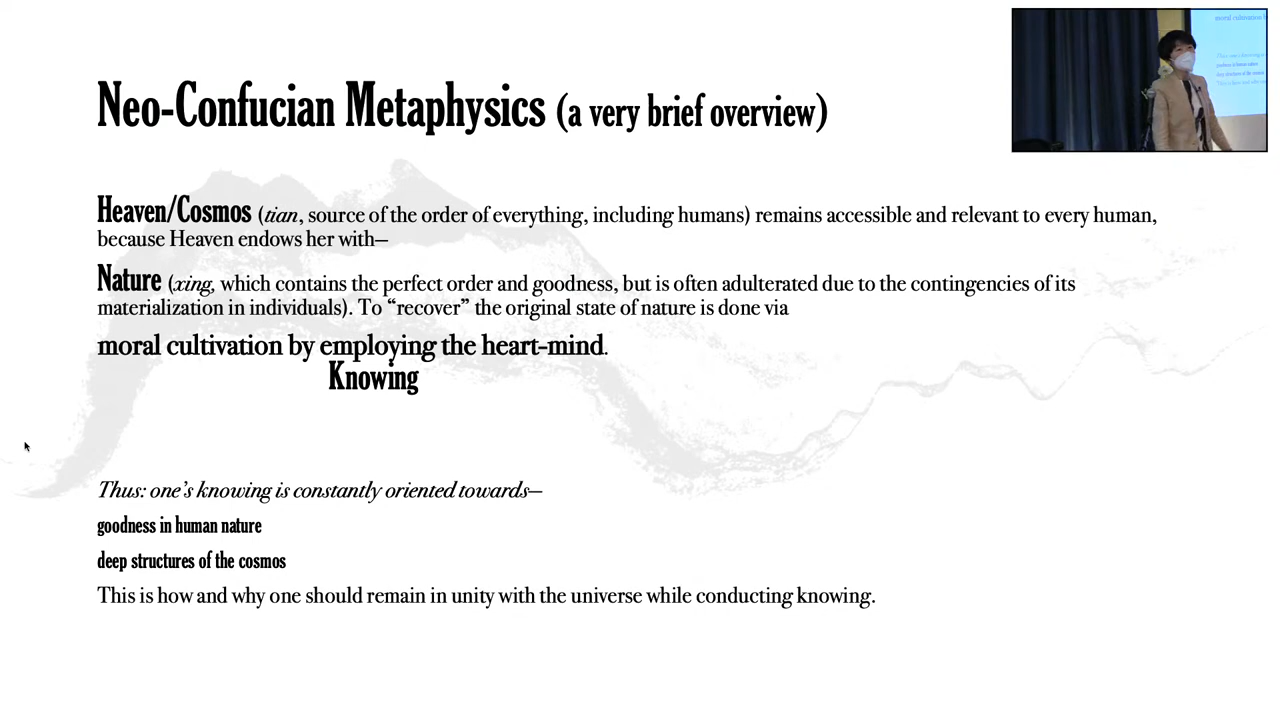 Neo-Confucian Metaphysics (a very brief overview)
Heaven/Cosmos (tian, source of the order of everything, including humans) remains accessible and relevant to every human,
because Heaven endows her with—
Nature (xing, which contains the perfect order and goodness, but is often adulterated due to the contingencies of its
materialization in individuals). To “recover” the original state of nature is done via
moral cultivation by employing the heart-mind.
Knowing
Thus: one’s knowing is constantly oriented towards—
goodness in human nature
deep structures of the cosmos
This is how and why one should remain in unity with the universe while conducting knowing.
moral cultivation